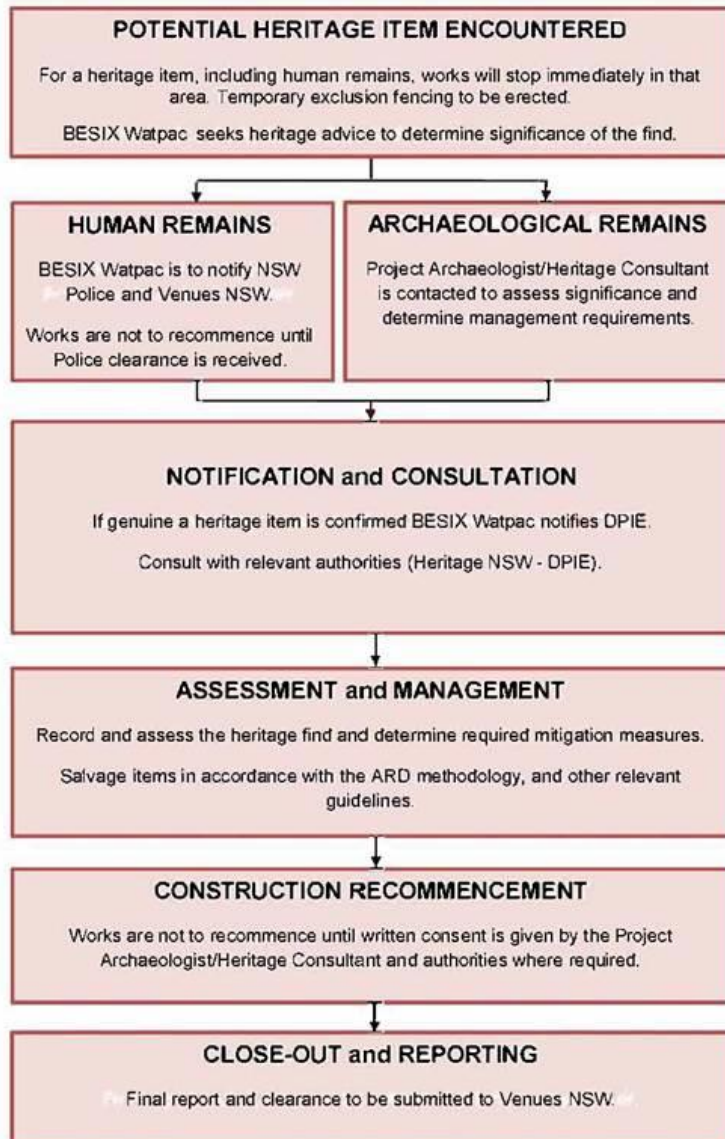 POTENTIAL HERITAGE ITEM ENCOUNTERED
For a heritage item, including human remains, works will stop immediately in that
area. Temporary exclusion fencing to be erected.
BESIX Watpac seeks heritage advice to determine significance of the find.
HUMAN REMAINS
BESIX Watpac is to notify NSW
Police and Venues NSW.
Works are not to recommence until
Police clearance is received.
ARCHAEOLOGICAL REMAINS
Project Archaeologist/Heritage Consultant
is contacted to assess significance and
determine management requirements.
NOTIFICATION and CONSULTATION
If genuine a heritage item is confirmed BESIX Watpac notifies DPIE.
Consult with relevant authorities (Heritage NSW - DPIE).
ASSESSMENT and MANAGEMENT
Record and assess the heritage find and determine required mitigation measures.
Salvage items in accordance with the ARD methodology, and other relevant
guidelines.
CONSTRUCTION RECOMMENCEMENT
Works are not to recommence until written consent is given by the Project
Archaeologist/Heritage Consultant and authorities where required.
CLOSE-OUT and REPORTING
Final report and clearance to be submitted to Venues NSW.